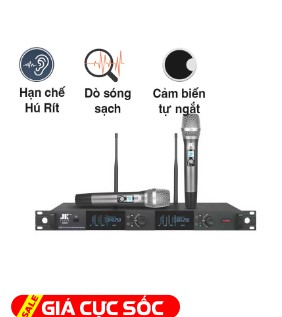 Hạn chế
Hú Rít
Dò sóng
sạch
Cảm biến
tự ngắt
JK
SALE
GIÁ CỰC SỐC